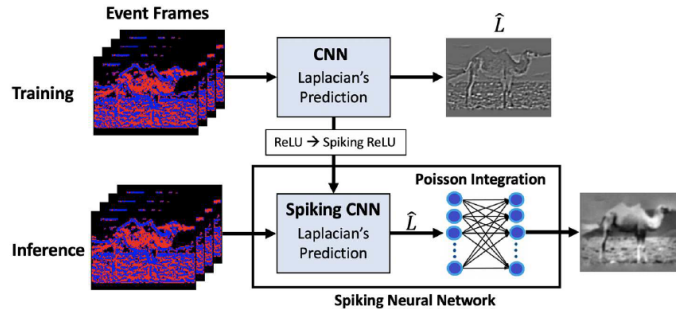 Event Frames
L̂
CNN
Laplacian's
Prediction
Training
ReLU → Spiking ReLU
Poisson Integration
Spiking CNN
Laplacian's
Prediction
L̂
Inference
Spiking Neural Network